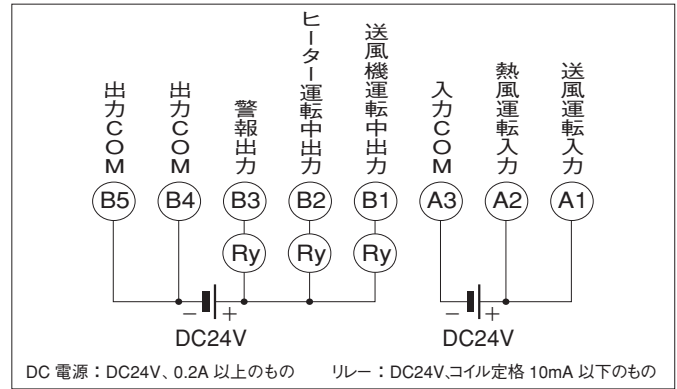 出力COM
出力COM
警報出力
ヒーター運転中出力
送風機運転中出力
入力COM
熱風運転入力
送風運転入力
B5 B4 B3 B2 B1 A3 A2 A1
Ry Ry Ry
− + − +
DC24V DC24V
DC 電源：DC24V、0.2A 以上のもの リレー：DC24V、コイル定格 10mA 以下のもの